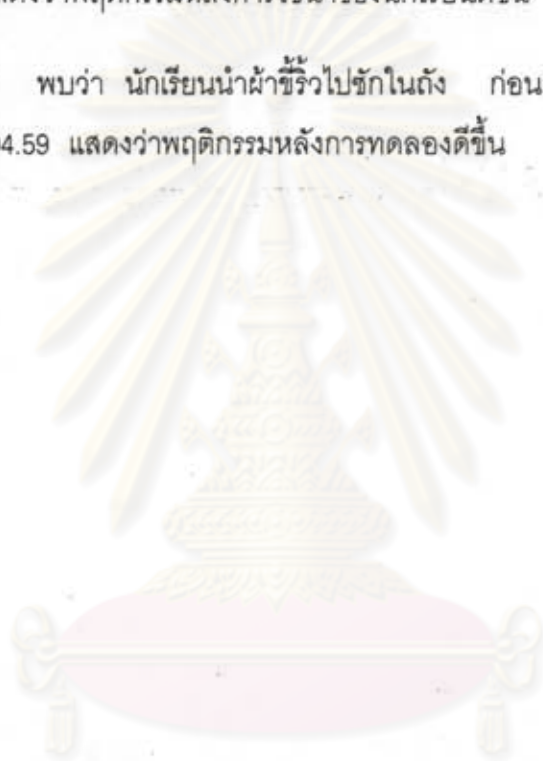 พบว่า นักเรียนนำผ้าขี้ริ้วไปซักในถัง ก่อน
4.59 แสดงว่าพฤติกรรมหลังการทดลองดีขึ้น